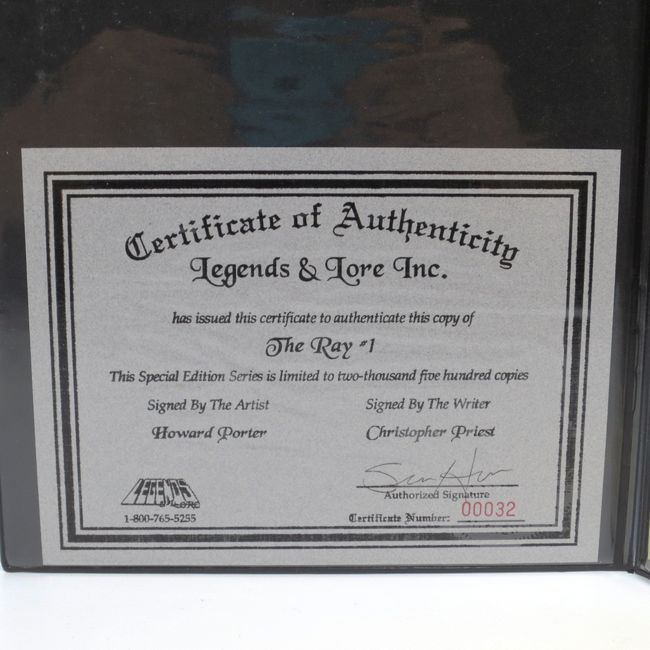 Certificate of Authenticity
Legends & Lore Inc.
has issued this certificate to authenticate this copy of
The Ray #1
This Special Edition Series is limited to two-thousand five hundred copies
Signed By The Artist
Howard Porter
Signed By The Writer
Christopher Priest
LEGENDS
& LORE
1-800-765-5255
Authorized Signature
Certificate Number: 00032